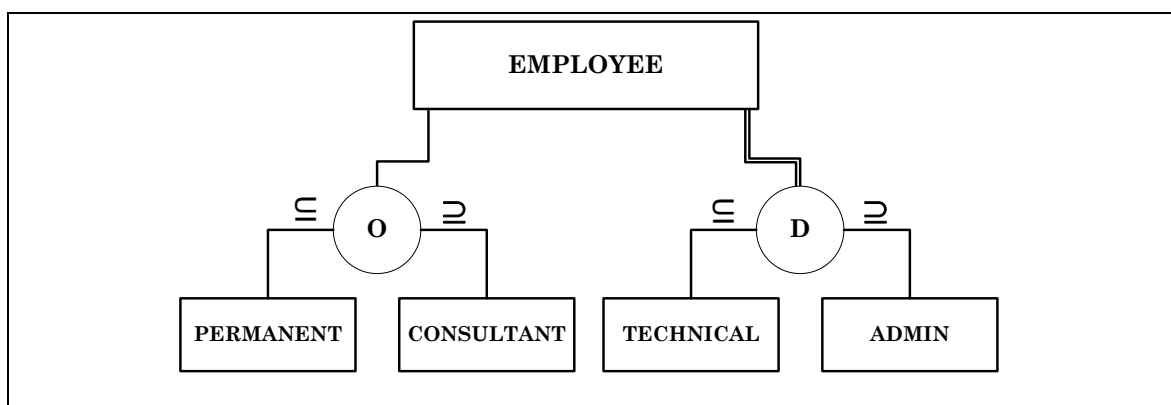 EMPLOYEE
⊆ O ⊇
⊆ D ⊇
PERMANENT
CONSULTANT
TECHNICAL
ADMIN